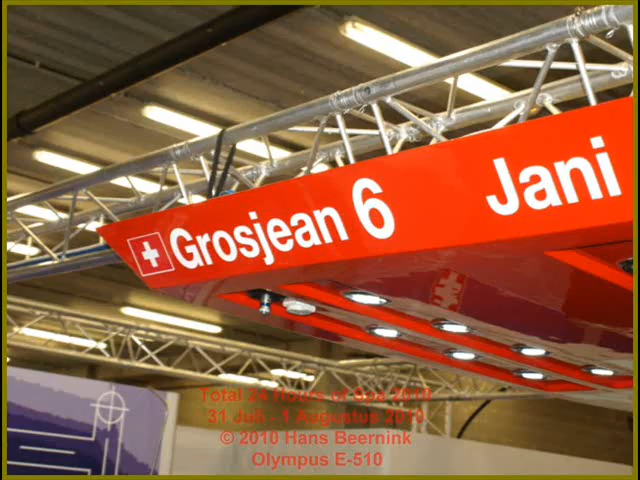 Grosjean 6 Jani
Total 24 Hours of Spa 2010
31 Juli - 1 Augustus 2010
© 2010 Hans Beernink
Olympus E-510